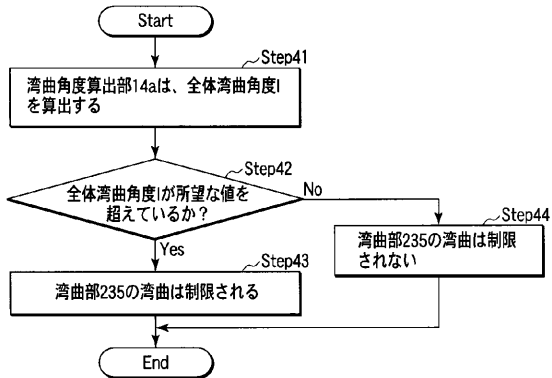 Start
Step41
湾曲角度算出部14aは、全体湾曲角度I
を算出する
Step42
全体湾曲角度Iが所望な値を
超えているか?
No
Yes
Step44
湾曲部235の湾曲は制限
されない
Step43
湾曲部235の湾曲は制限される
End